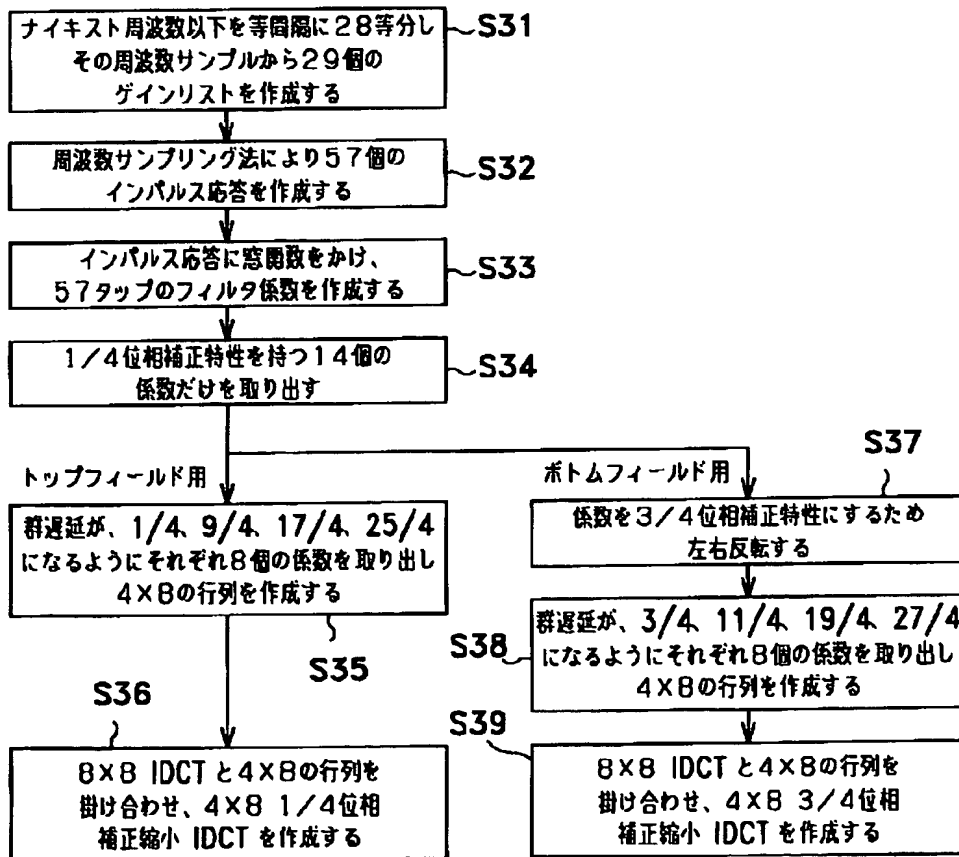 ナイキスト周波数以下を等間隔に28等分し
その周波数サンプルから29個の
ゲインリストを作成する
S31
周波数サンプリング法により57個の
インパルス応答を作成する
S32
インパルス応答に窓関数をかけ、
57タップのフィルタ係数を作成する
S33
1/4位相補正特性を持つ14個の
係数だけを取り出す
S34
トップフィールド用
群遅延が、1/4、9/4、17/4、25/4
になるようにそれぞれ8個の係数を取り出し
4×8の行列を作成する
S35
S36
8×8 IDCTと4×8の行列を
掛け合わせ、4×8 1/4位相
補正縮小 IDCTを作成する
ボトムフィールド用
S37
係数を3/4位相補正特性にするため
左右反転する
群遅延が、3/4、11/4、19/4、27/4
になるようにそれぞれ8個の係数を取り出し
4×8の行列を作成する
S38
S39
8×8 IDCTと4×8の行列を
掛け合わせ、4×8 3/4位相
補正縮小 IDCTを作成する